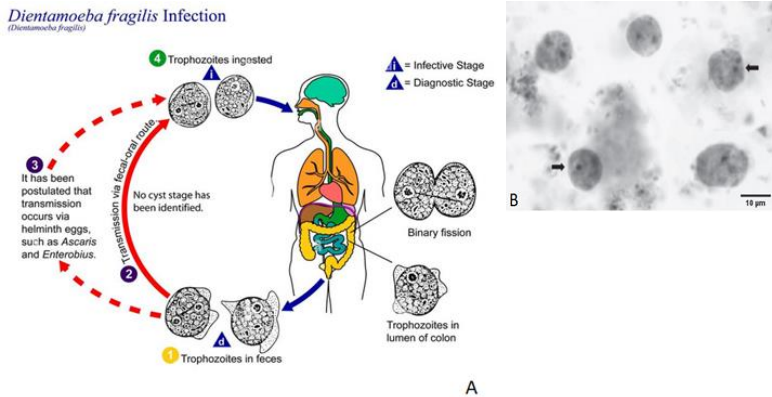 Dientamoeba fragilis Infection
(Dientamoeba fragilis)
4 Trophozoites ingested
i
i = Infective Stage
d = Diagnostic Stage
3
It has been
postulated that
transmission
occurs via
helminth eggs,
such as Ascaris
and Enterobius.
Transmission via fecal-oral route
2
No cyst stage has
been identified.
Binary fission
Trophozoites in
lumen of colon
d
1 Trophozoites in feces
A
B
10 μm